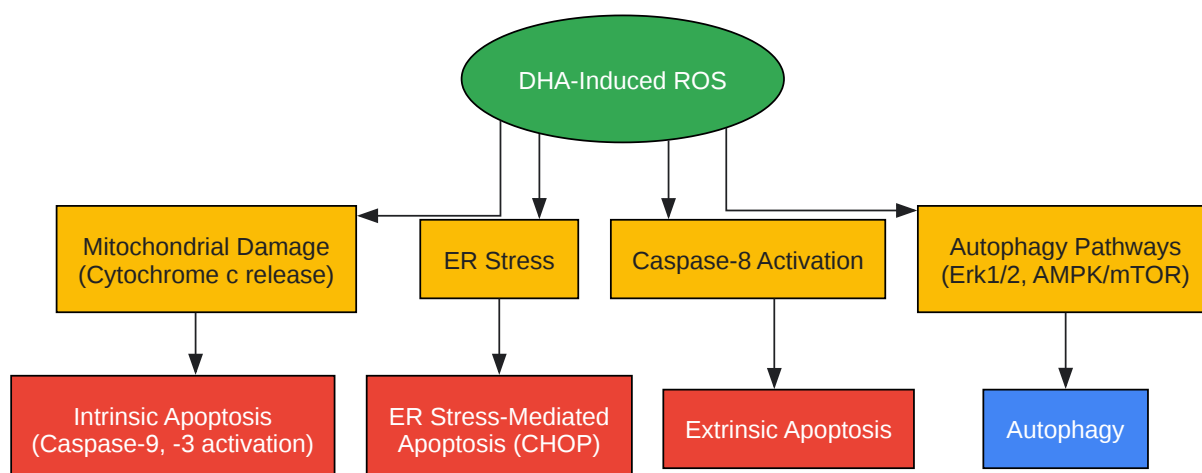 DHA-Induced ROS
Mitochondrial Damage
(Cytochrome c release)
ER Stress
Caspase-8 Activation
Autophagy Pathways
(Erk1/2, AMPK/mTOR)
Intrinsic Apoptosis
(Caspase-9, -3 activation)
ER Stress-Mediated
Apoptosis (CHOP)
Extrinsic Apoptosis
Autophagy